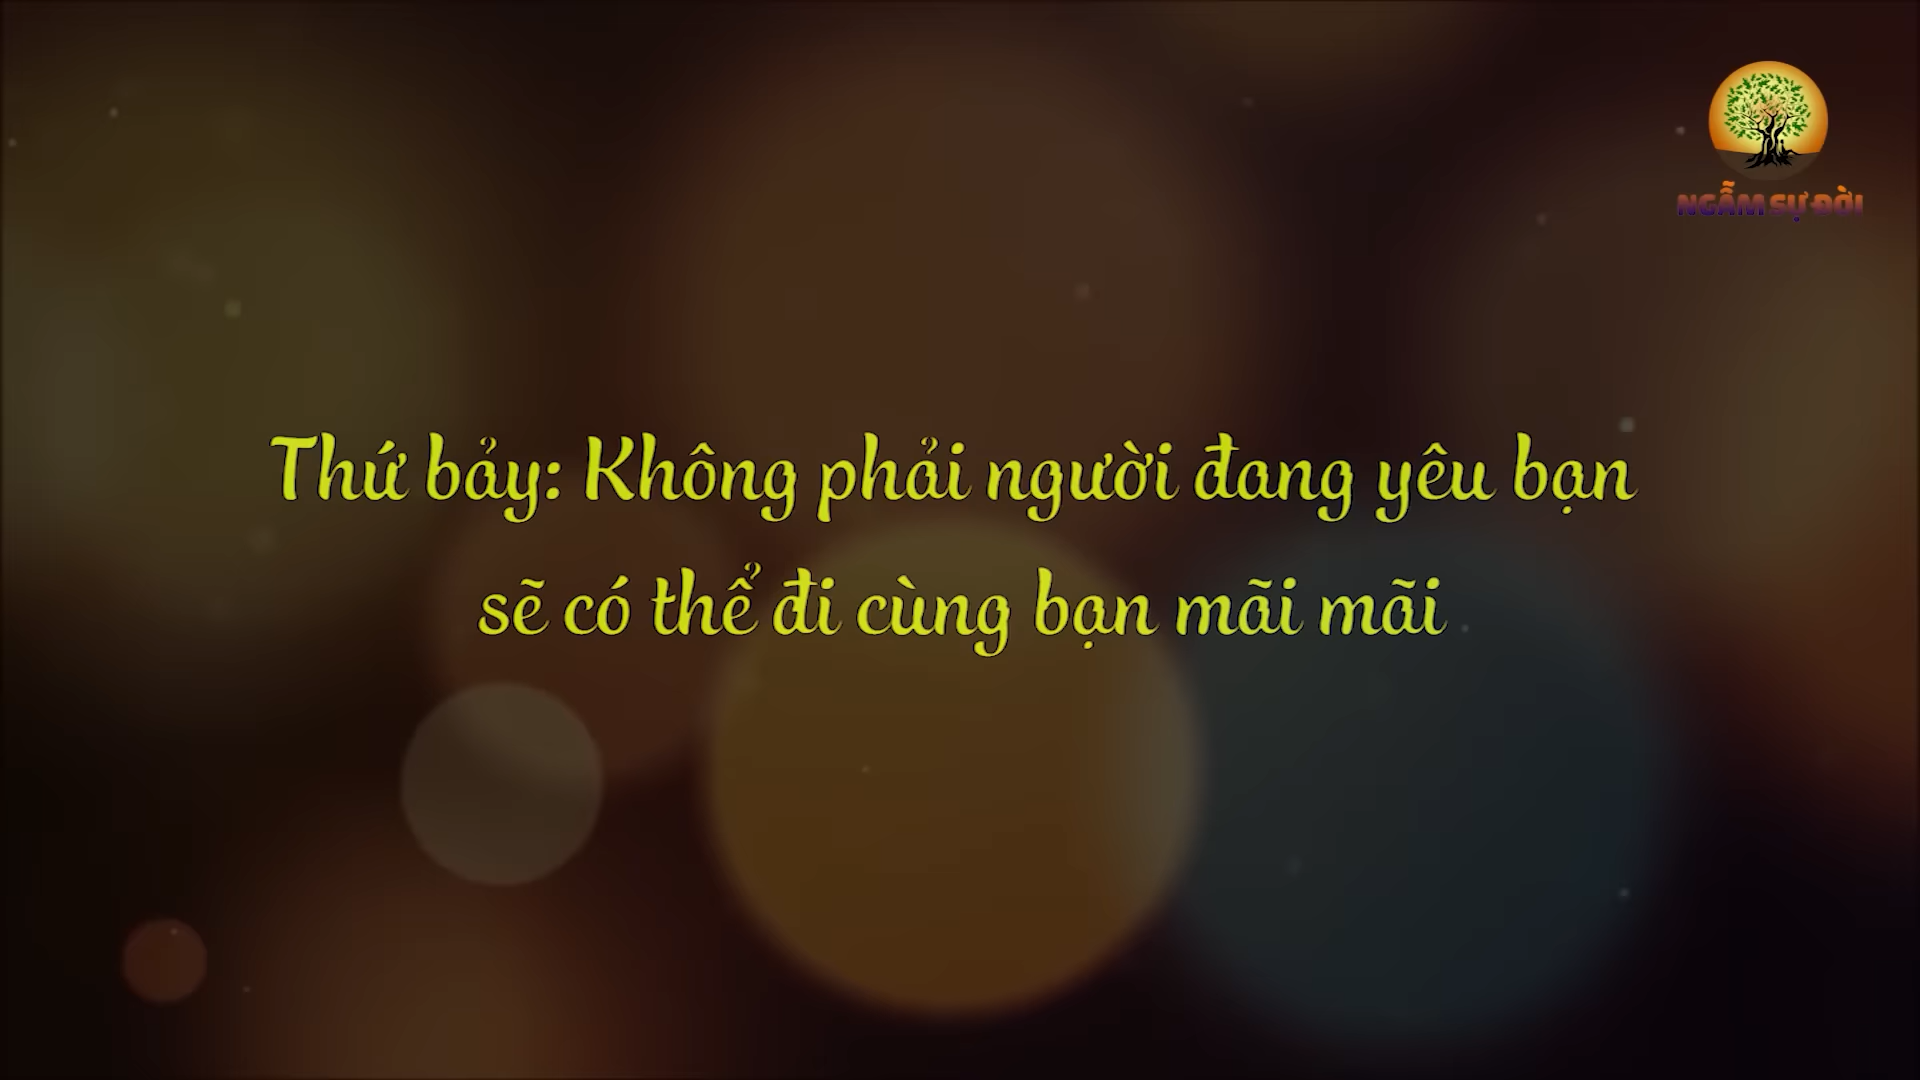 NGẪM SỰ ĐỜI
Thứ bảy: Không phải người đang yêu bạn
sẽ có thể đi cùng bạn mãi mãi